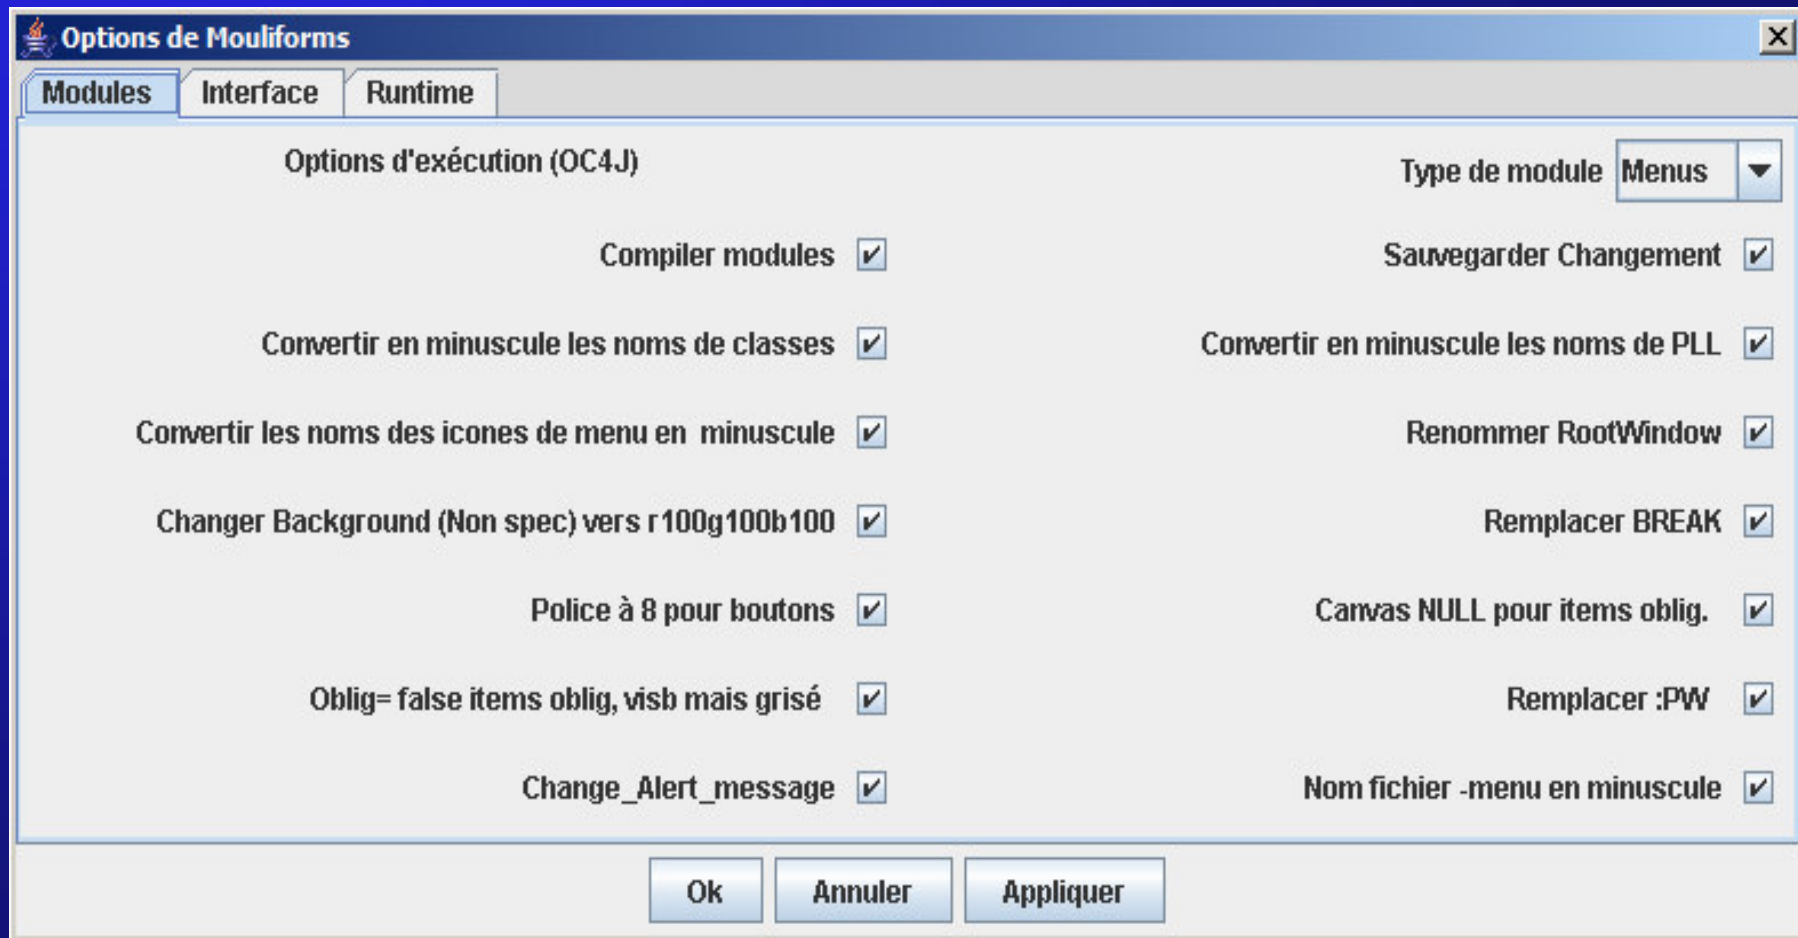 Options de Mouliforms
Modules Interface Runtime
Options d'exécution (OC4J) Type de module Menus
Compiler modules Sauvegarder Changement
Convertir en minuscule les noms de classes Convertir en minuscule les noms de PLL
Convertir les noms des icones de menu en minuscule Renommer RootWindow
Changer Background (Non spec) vers r100g100b100 Remplacer BREAK
Police à 8 pour boutons Canvas NULL pour items oblig.
Oblig= false items oblig, visb mais grisé Remplacer :PW
Change_Alert_message Nom fichier -menu en minuscule
Ok Annuler Appliquer